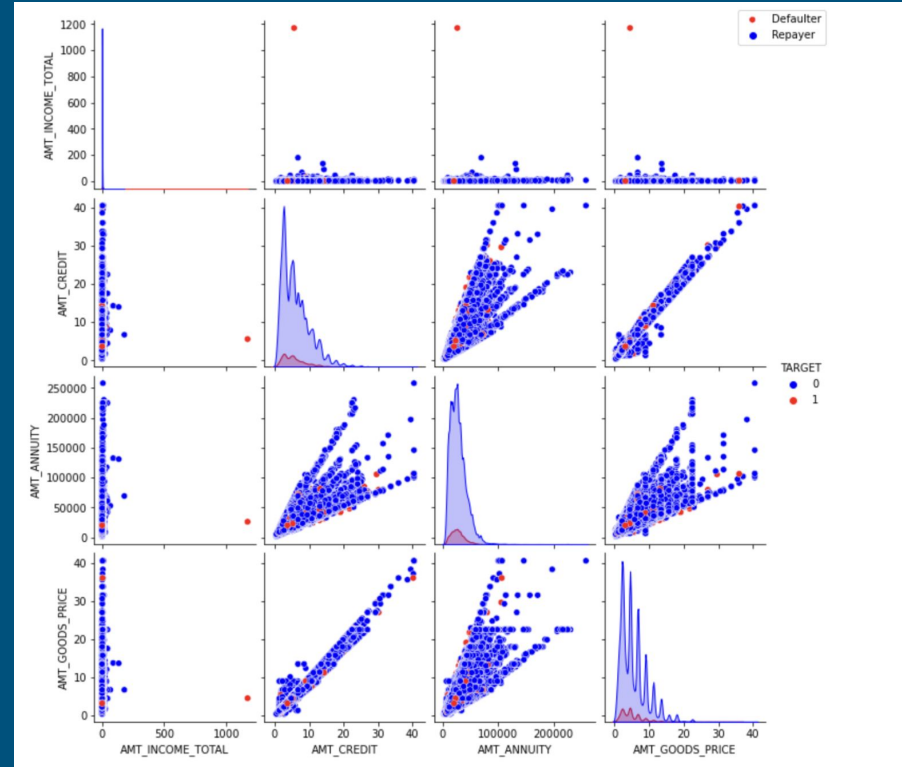 Defaulter
Repayer
1200
1000
800
600
400
200
0
AMT_INCOME_TOTAL
40
30
20
10
0
AMT_CREDIT
TARGET
0
1
250000
200000
150000
100000
50000
0
AMT_ANNUITY
40
30
20
10
0
AMT_GOODS_PRICE
0 500 1000
AMT_INCOME_TOTAL
0 10 20 30 40
AMT_CREDIT
0 100000 200000
AMT_ANNUITY
0 10 20 30 40
AMT_GOODS_PRICE